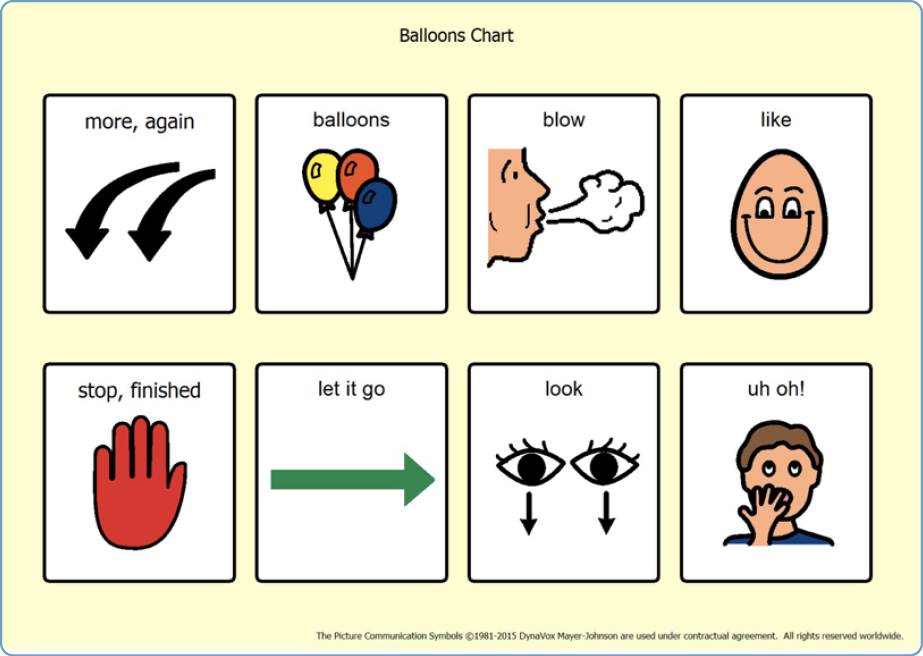 Balloons Chart
more, again
balloons
blow
like
stop, finished
let it go
look
uh oh!
The Picture Communication Symbols ©1981-2015 DynaVox Mayer-Johnson are used under contractual agreement. All rights reserved worldwide.